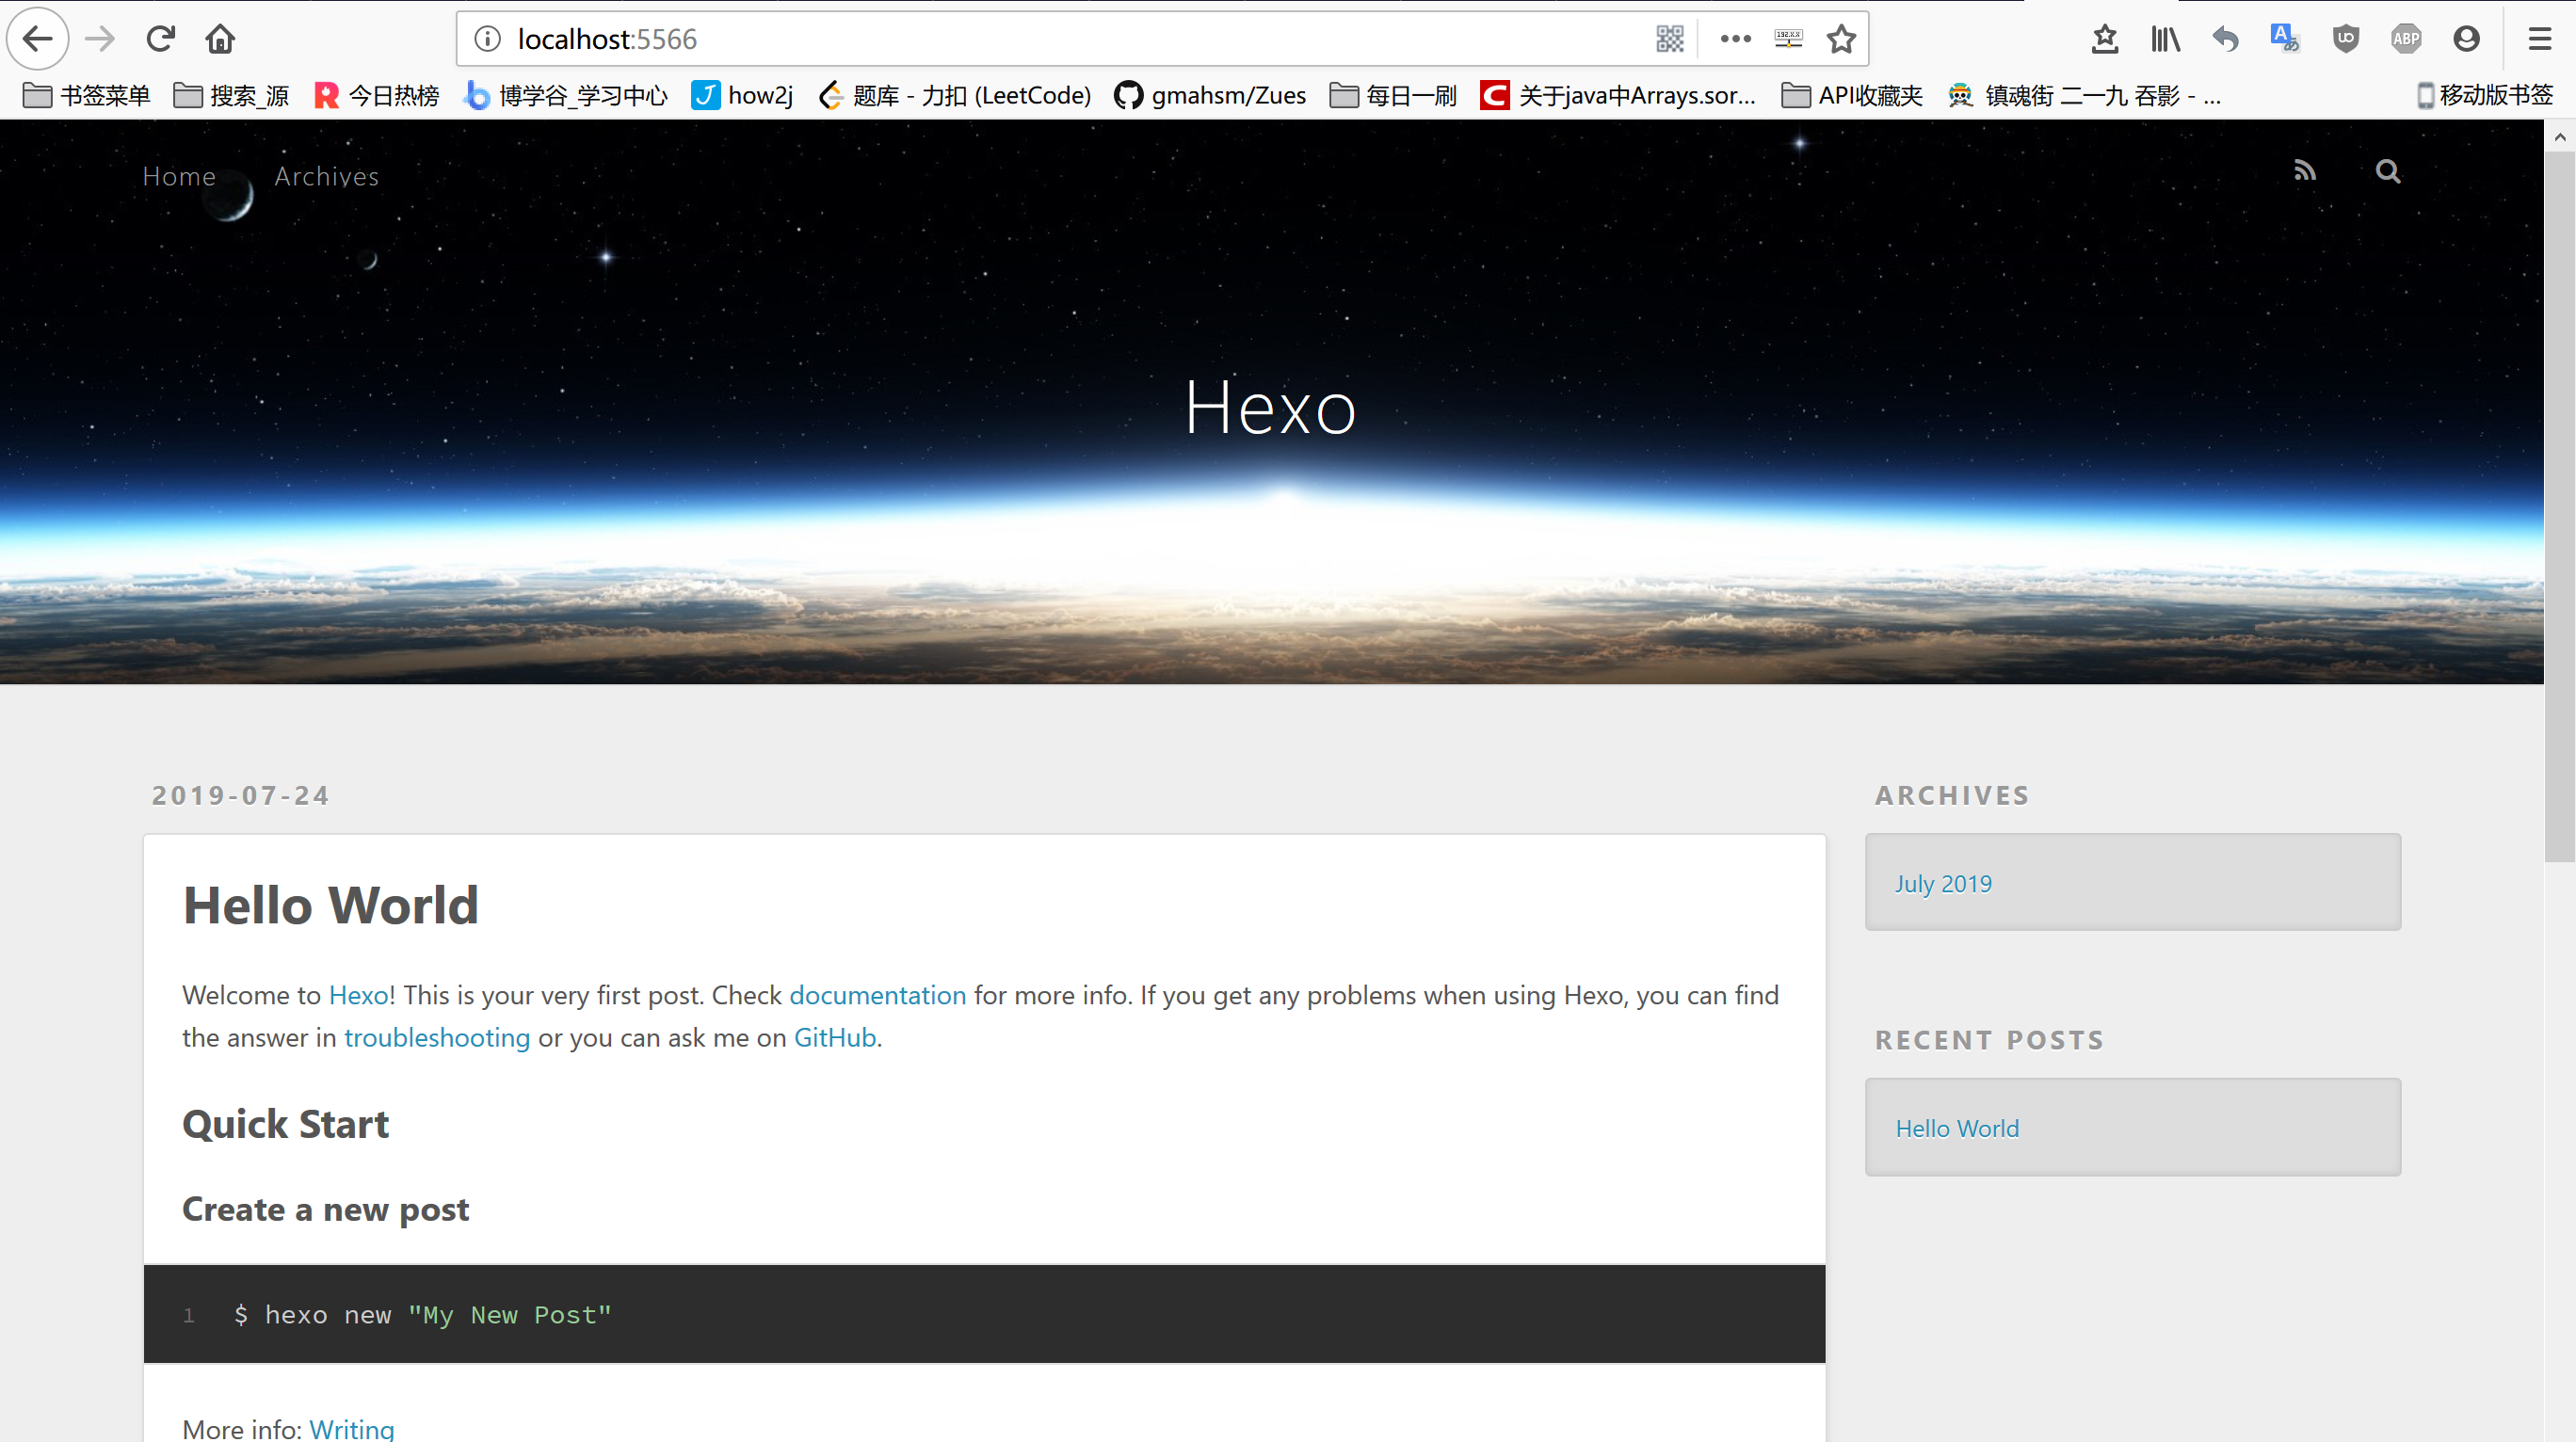 localhost:5566
书签菜单 搜索_源 今日热榜 博学谷_学习中心 how2j 题库 - 力扣 (LeetCode) gmahsm/Zues 每日一刷 关于java中Arrays.sor... API收藏夹 镇魂街 二一九 吞影 - ... 移动版书签
Home Archives
Hexo
2019-07-24
Hello World
Welcome to Hexo! This is your very first post. Check documentation for more info. If you get any problems when using Hexo, you can find
the answer in troubleshooting or you can ask me on GitHub.
Quick Start
Create a new post
1 $ hexo new "My New Post"
More info: Writing
ARCHIVES
July 2019
RECENT POSTS
Hello World